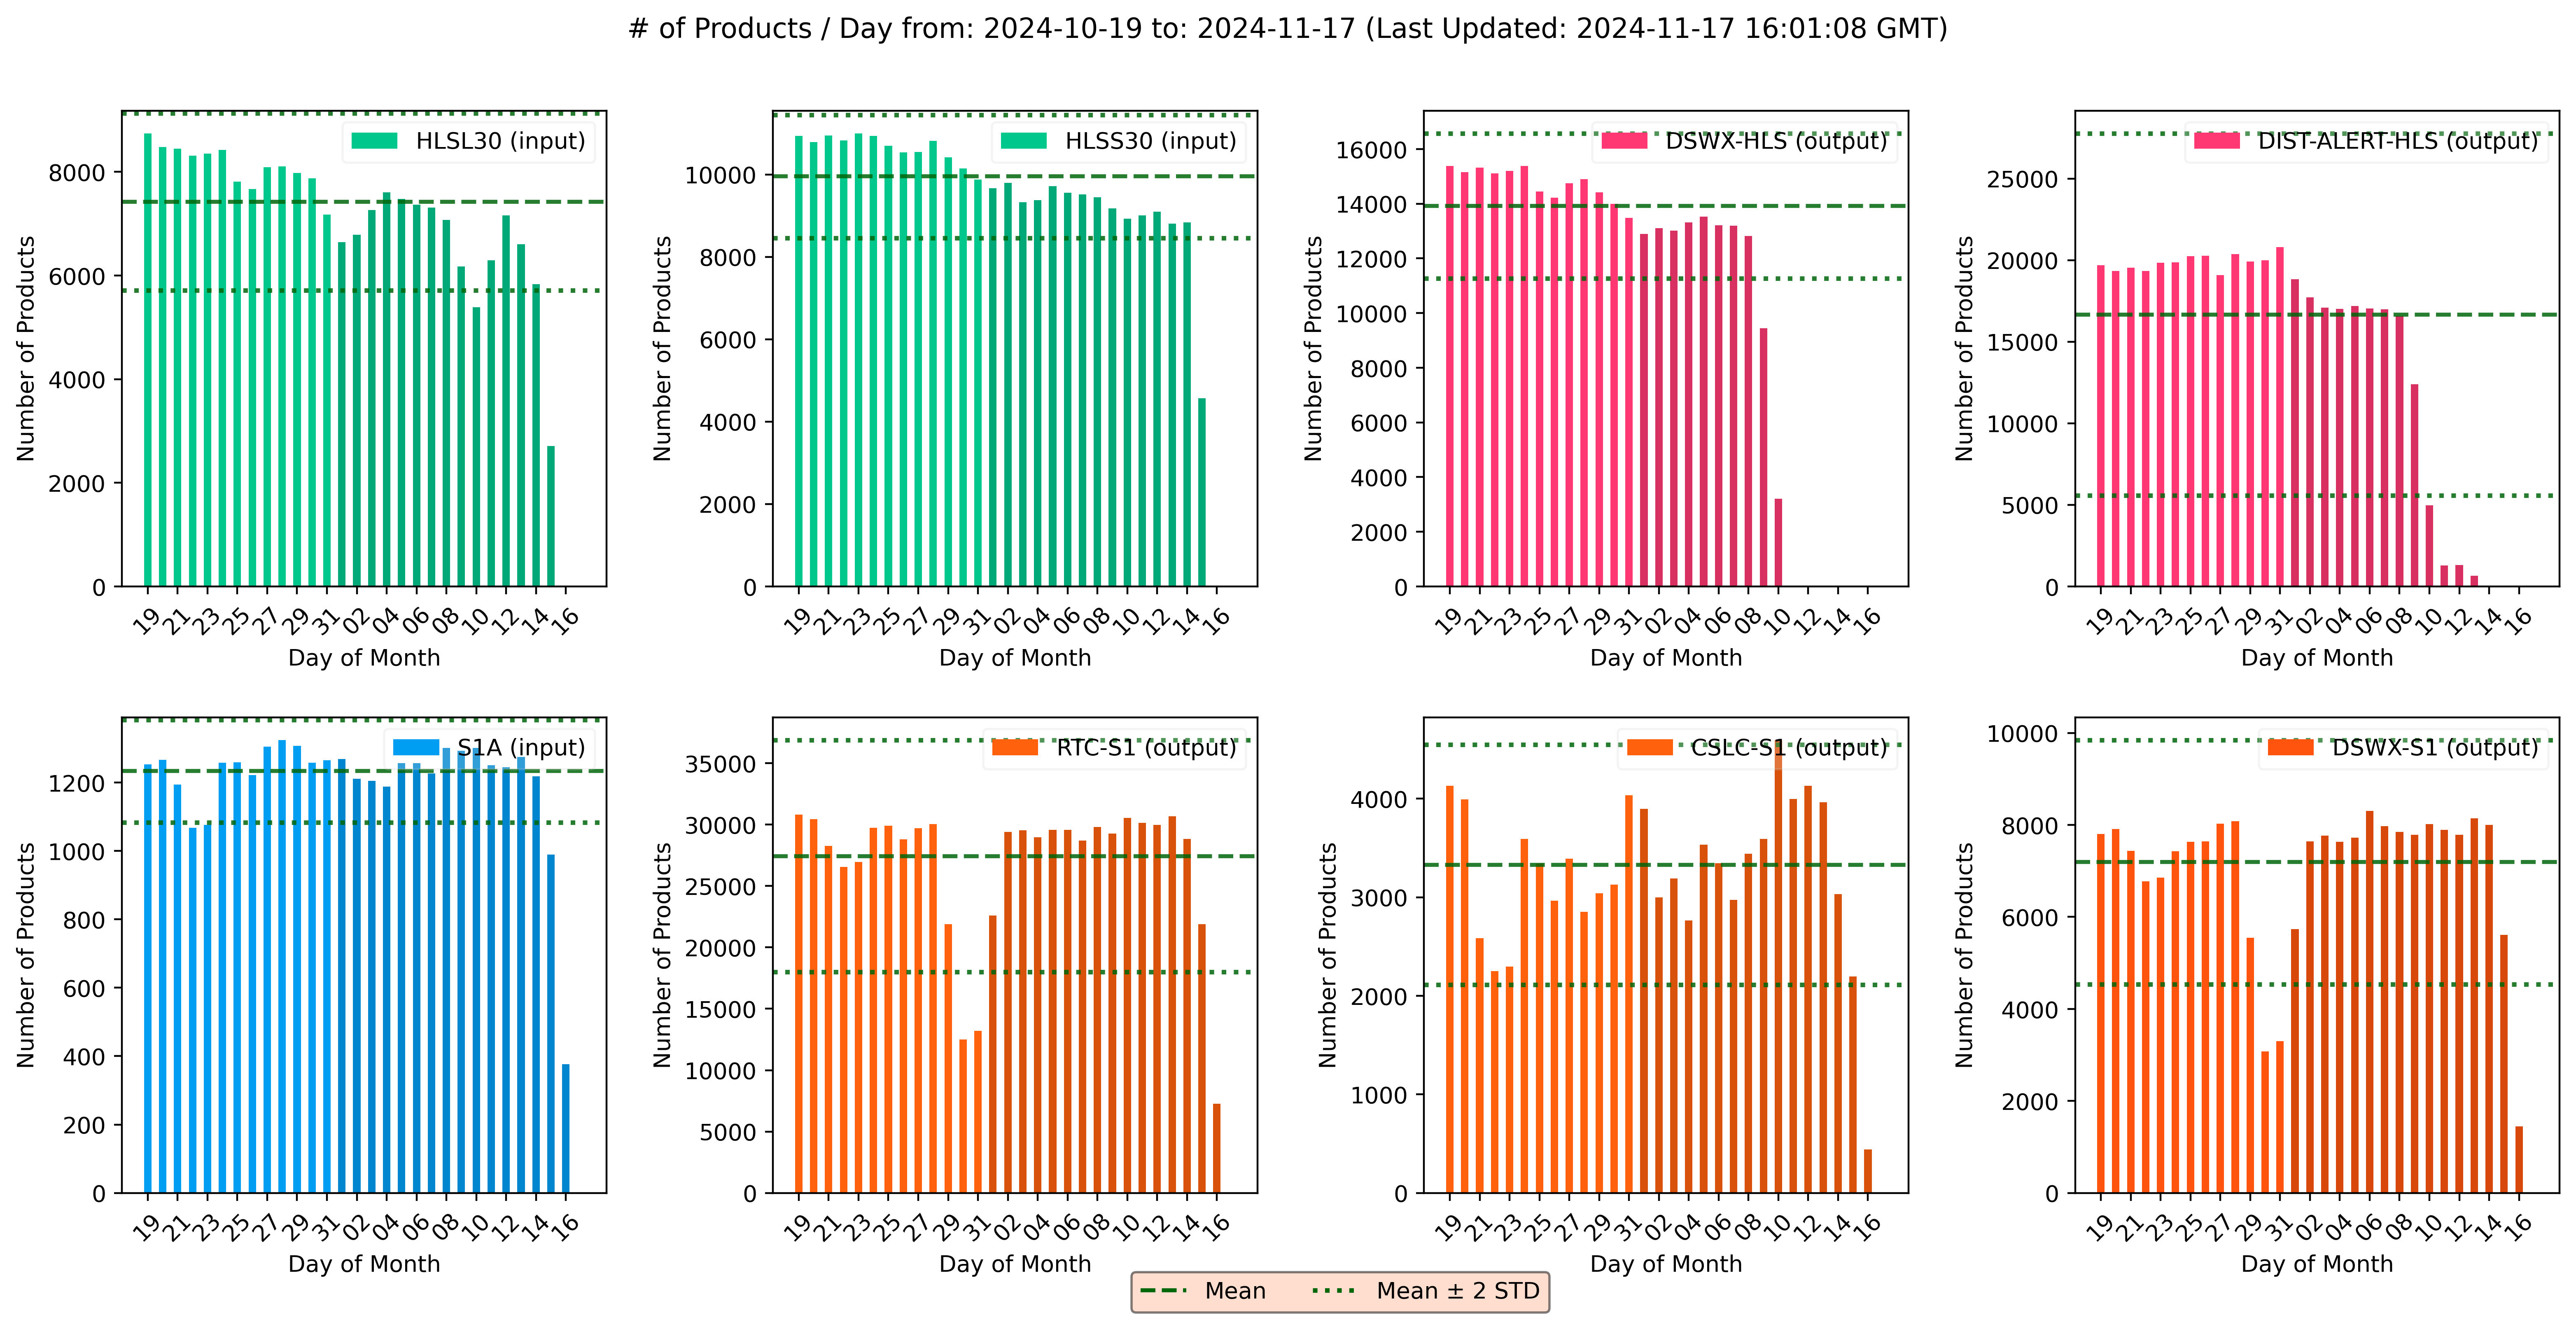 # of Products / Day from: 2024-10-19 to: 2024-11-17 (Last Updated: 2024-11-17 16:01:08 GMT)
HLSL30 (input)
Number of Products
8000
6000
4000
2000
0
19 21 23 25 27 29 31 02 04 06 08 10 12 14 16
Day of Month
HLSS30 (input)
Number of Products
10000
8000
6000
4000
2000
0
19 21 23 25 27 29 31 02 04 06 08 10 12 14 16
Day of Month
DSWX-HLS (output)
Number of Products
16000
14000
12000
10000
8000
6000
4000
2000
0
19 21 23 25 27 29 31 02 04 06 08 10 12 14 16
Day of Month
DIST-ALERT-HLS (output)
Number of Products
25000
20000
15000
10000
5000
0
19 21 23 25 27 29 31 02 04 06 08 10 12 14 16
Day of Month
S1A (input)
Number of Products
1200
1000
800
600
400
200
0
19 21 23 25 27 29 31 02 04 06 08 10 12 14 16
Day of Month
RTC-S1 (output)
Number of Products
35000
30000
25000
20000
15000
10000
5000
0
19 21 23 25 27 29 31 02 04 06 08 10 12 14 16
Day of Month
CSLC-S1 (output)
Number of Products
4000
3000
2000
1000
0
19 21 23 25 27 29 31 02 04 06 08 10 12 14 16
Day of Month
DSWX-S1 (output)
Number of Products
10000
8000
6000
4000
2000
0
19 21 23 25 27 29 31 02 04 06 08 10 12 14 16
Day of Month
Mean
Mean ± 2 STD